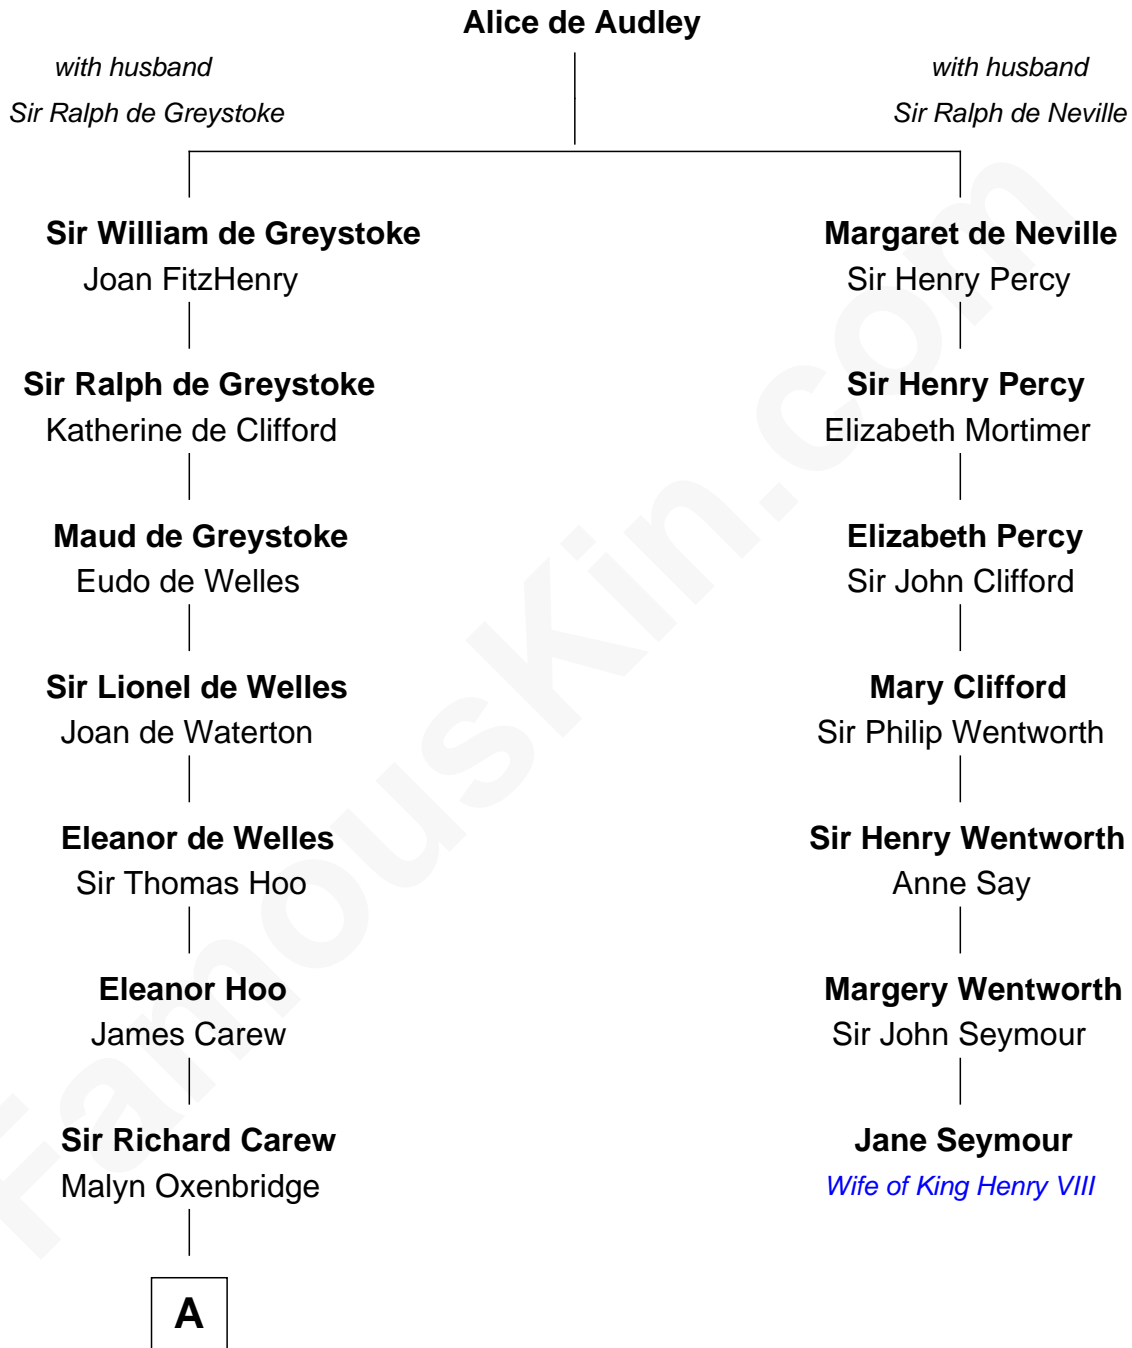 Alice de Audley
with husband
Sir Ralph de Greystoke
with husband
Sir Ralph de Neville
Sir William de Greystoke
Joan FitzHenry
Margaret de Neville
Sir Henry Percy
Sir Ralph de Greystoke
Katherine de Clifford
Sir Henry Percy
Elizabeth Mortimer
Maud de Greystoke
Eudo de Welles
Elizabeth Percy
Sir John Clifford
Sir Lionel de Welles
Joan de Waterton
Mary Clifford
Sir Philip Wentworth
Eleanor de Welles
Sir Thomas Hoo
Sir Henry Wentworth
Anne Say
Eleanor Hoo
James Carew
Margery Wentworth
Sir John Seymour
Sir Richard Carew
Malyn Oxenbridge
Jane Seymour
Wife of King Henry VIII
A
FamousKin.com